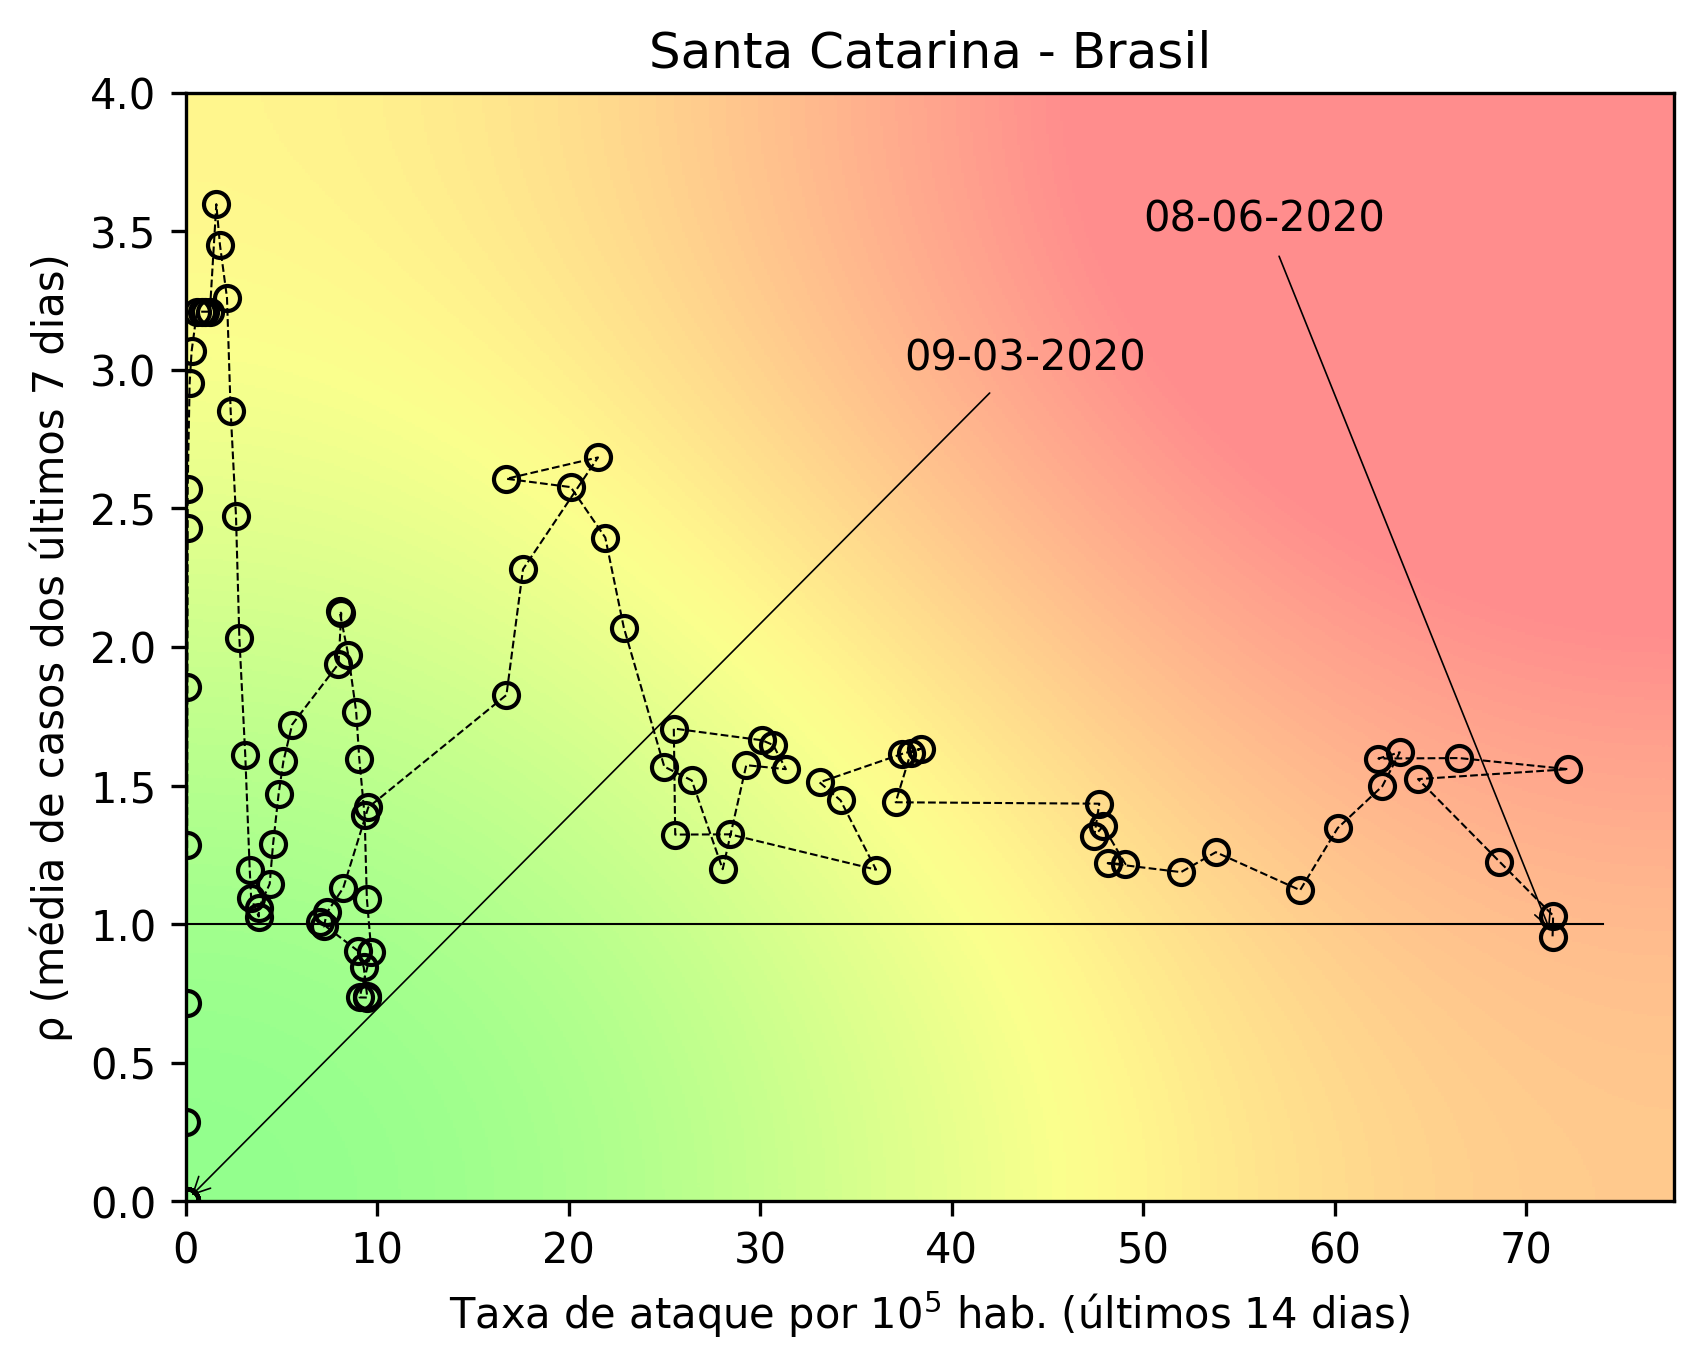 Santa Catarina - Brasil
4.0
3.5
3.0
2.5
2.0
1.5
1.0
0.5
0.0
ρ (média de casos dos últimos 7 dias)
08-06-2020
09-03-2020
0 10 20 30 40 50 60 70
Taxa de ataque por 10⁵ hab. (últimos 14 dias)